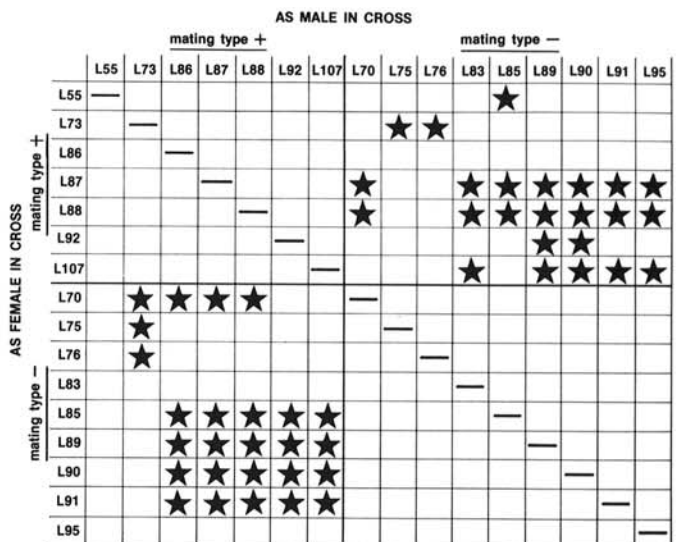 AS MALE IN CROSS
mating type + mating type −
L55 L73 L86 L87 L88 L92 L107 L70 L75 L76 L83 L85 L89 L90 L91 L95
AS FEMALE IN CROSS
mating type +
mating type −
L55
L73
L86
L87
L88
L92
L107
L70
L75
L76
L83
L85
L89
L90
L91
L95